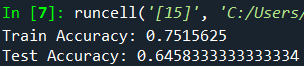 In [7]: runcell('[15]', 'C:/Users/
Train Accuracy: 0.7515625
Test Accuracy: 0.6458333333333334